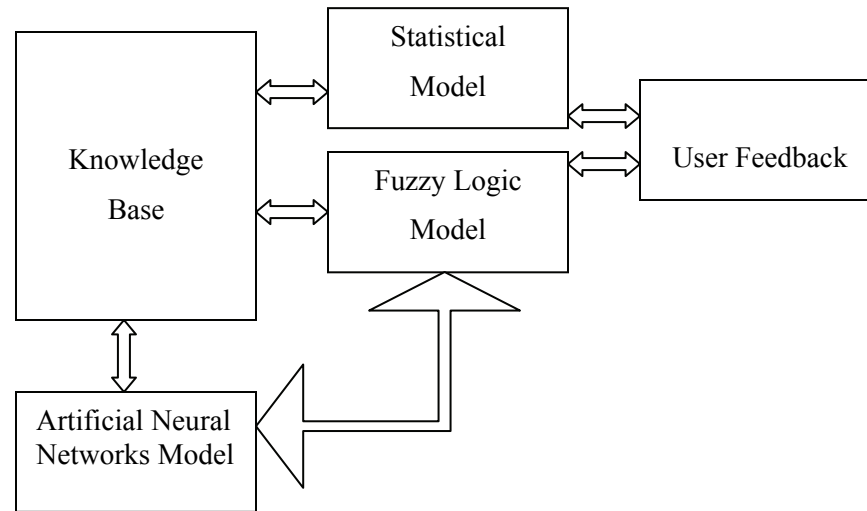 Knowledge
Base
Statistical
Model
Fuzzy Logic
Model
User Feedback
Artificial Neural
Networks Model